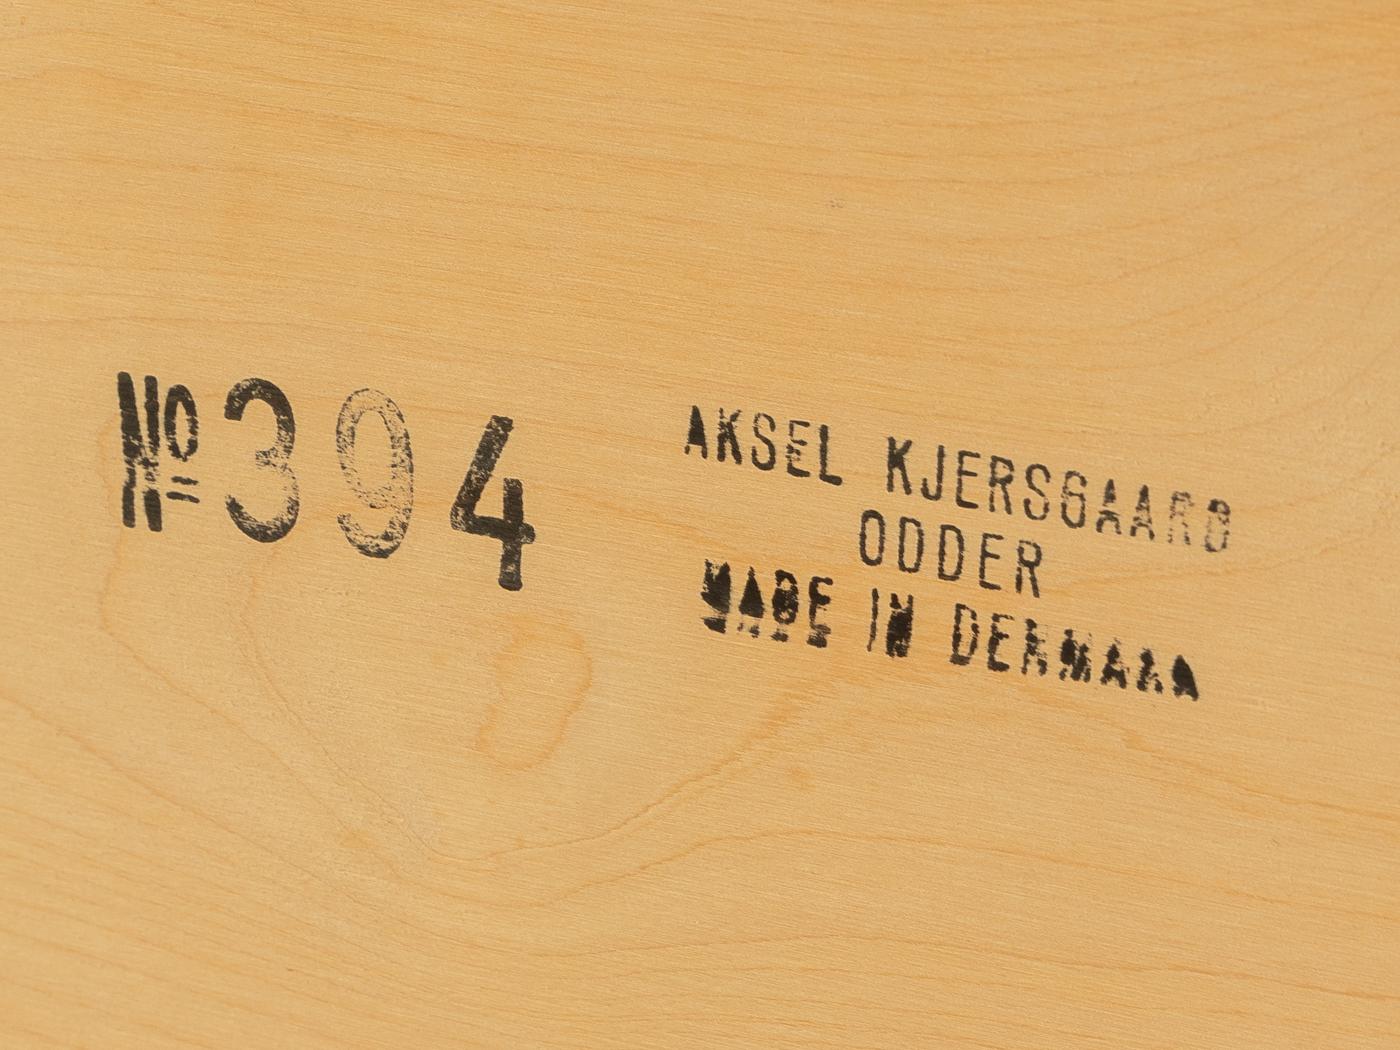 № 394
AKSEL KJERSGAARD
ODDER
MADE IN DENMARK